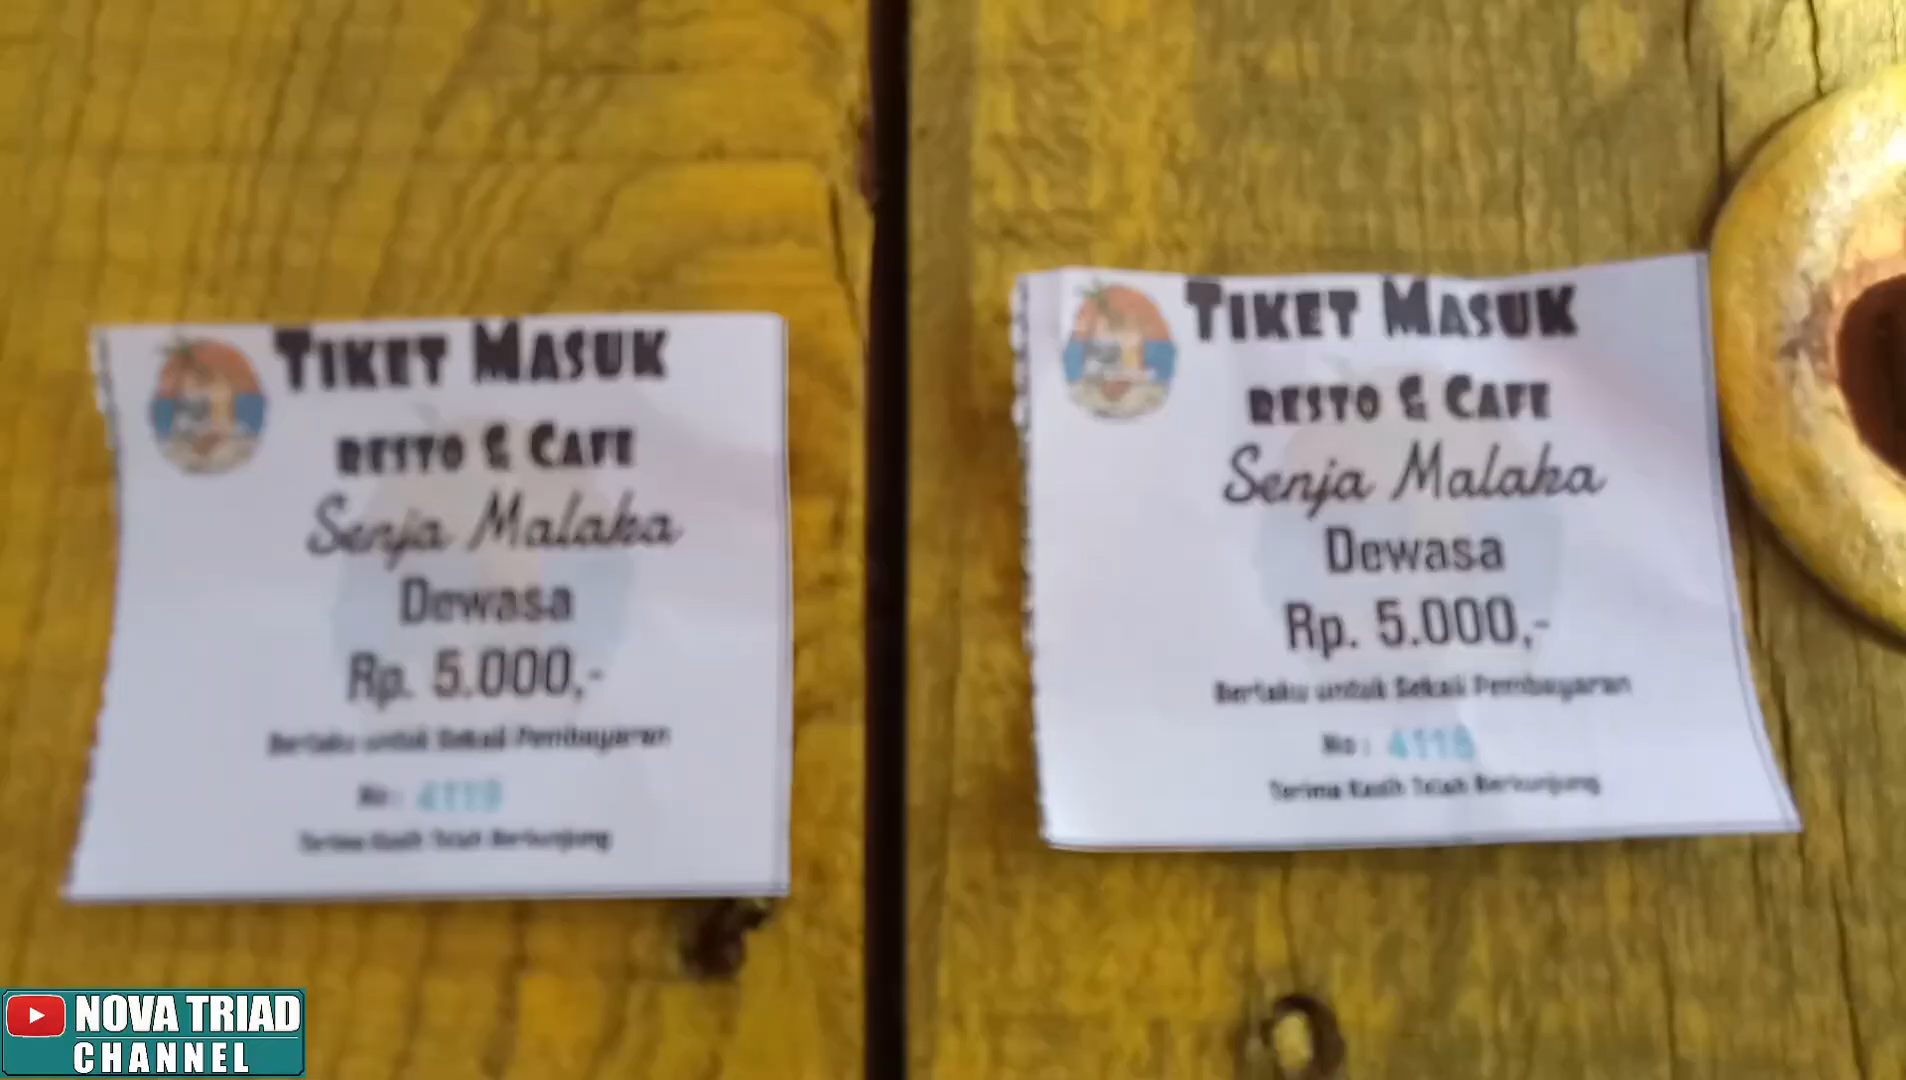 TIKET MASUK
RESTO & CAFE
Senja Malaka
Dewasa
Rp. 5.000,-
Berlaku untuk Sekali Pembayaran
No :
Terima Kasih Telah Berkunjung
TIKET MASUK
RESTO & CAFE
Senja Malaka
Dewasa
Rp. 5.000,-
Berlaku untuk Sekali Pembayaran
No :
Terima Kasih Telah Berkunjung
NOVA TRIAD
CHANNEL